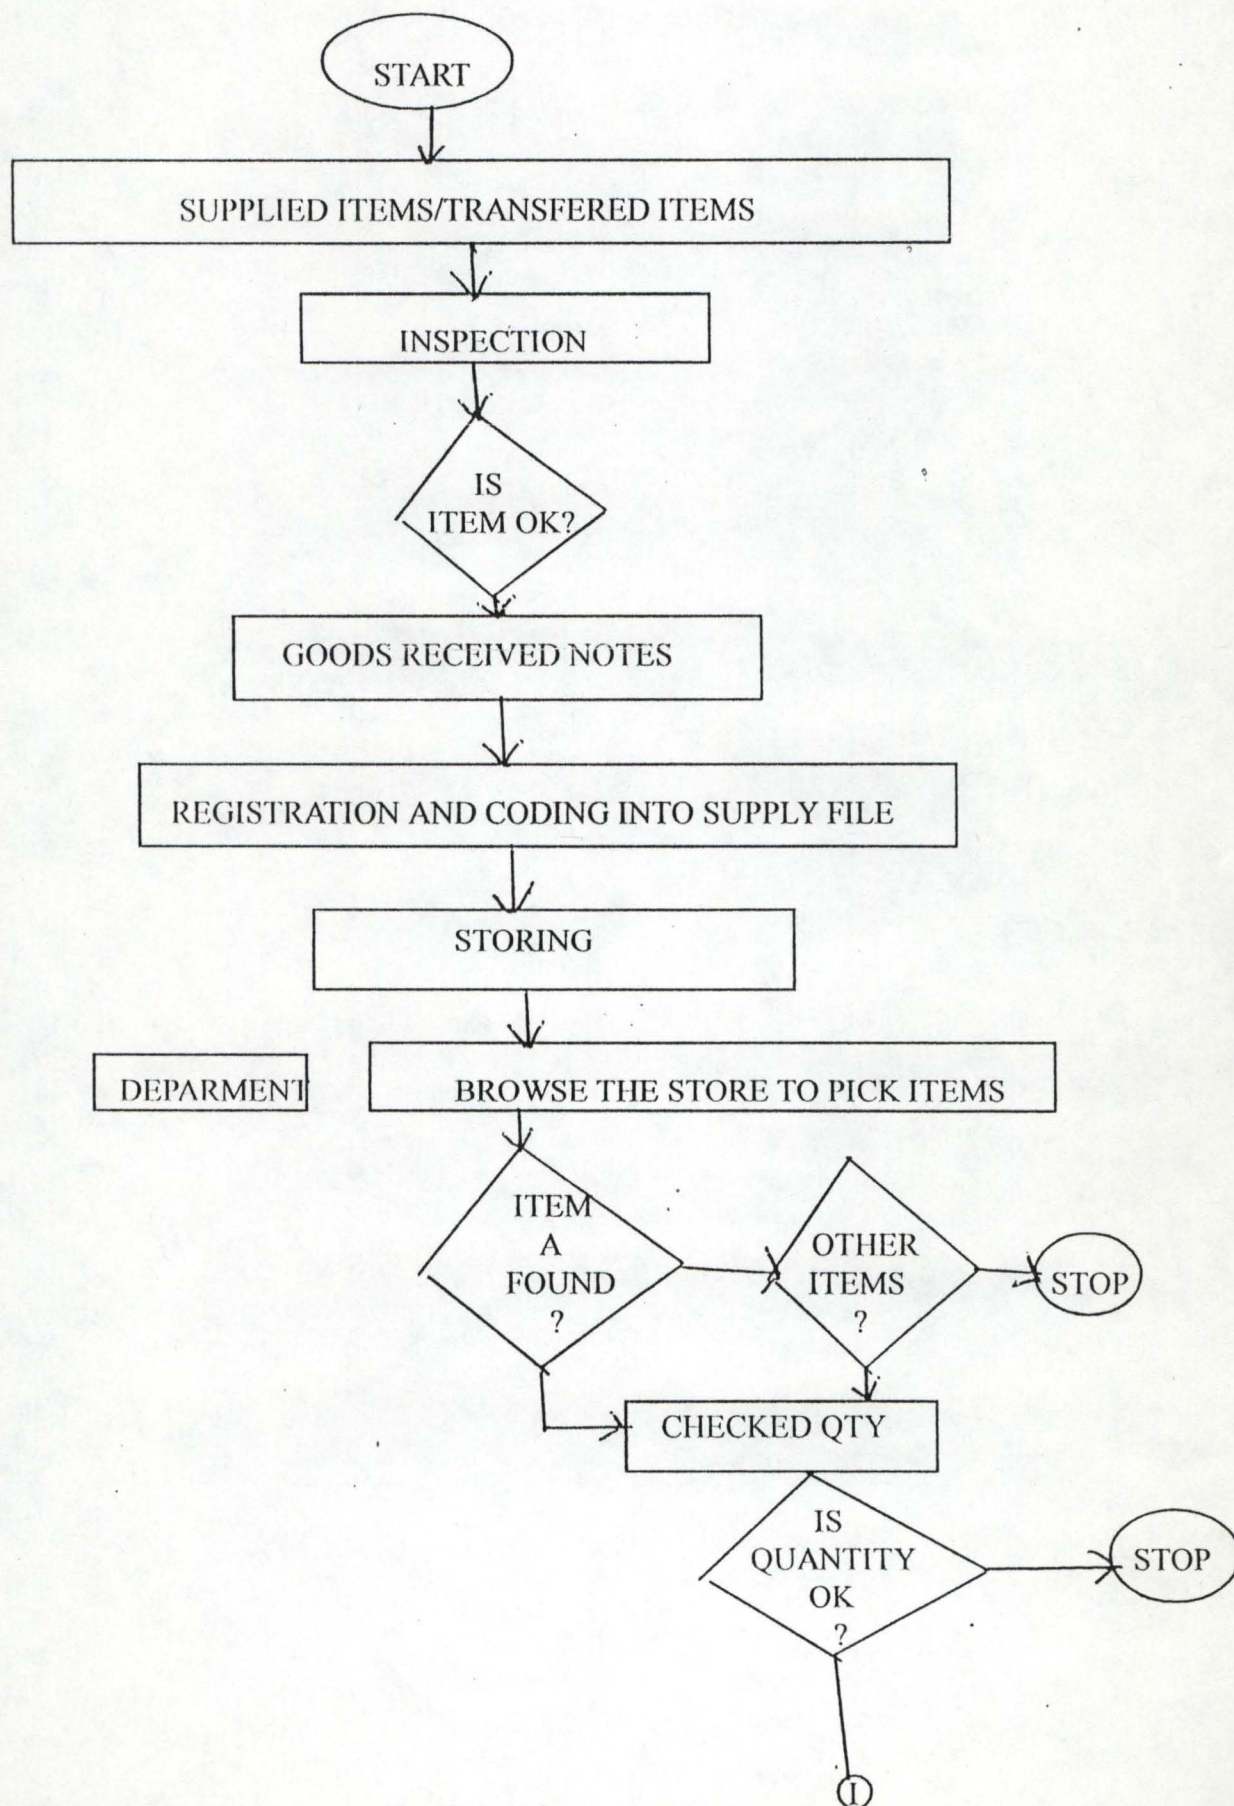 START
SUPPLIED ITEMS/TRANSFERED ITEMS
INSPECTION
IS
ITEM OK?
GOODS RECEIVED NOTES
REGISTRATION AND CODING INTO SUPPLY FILE
STORING
DEPARMENT
BROWSE THE STORE TO PICK ITEMS
ITEM
A
FOUND
?
OTHER
ITEMS
?
STOP
CHECKED QTY
IS
QUANTITY
OK
?
STOP
I